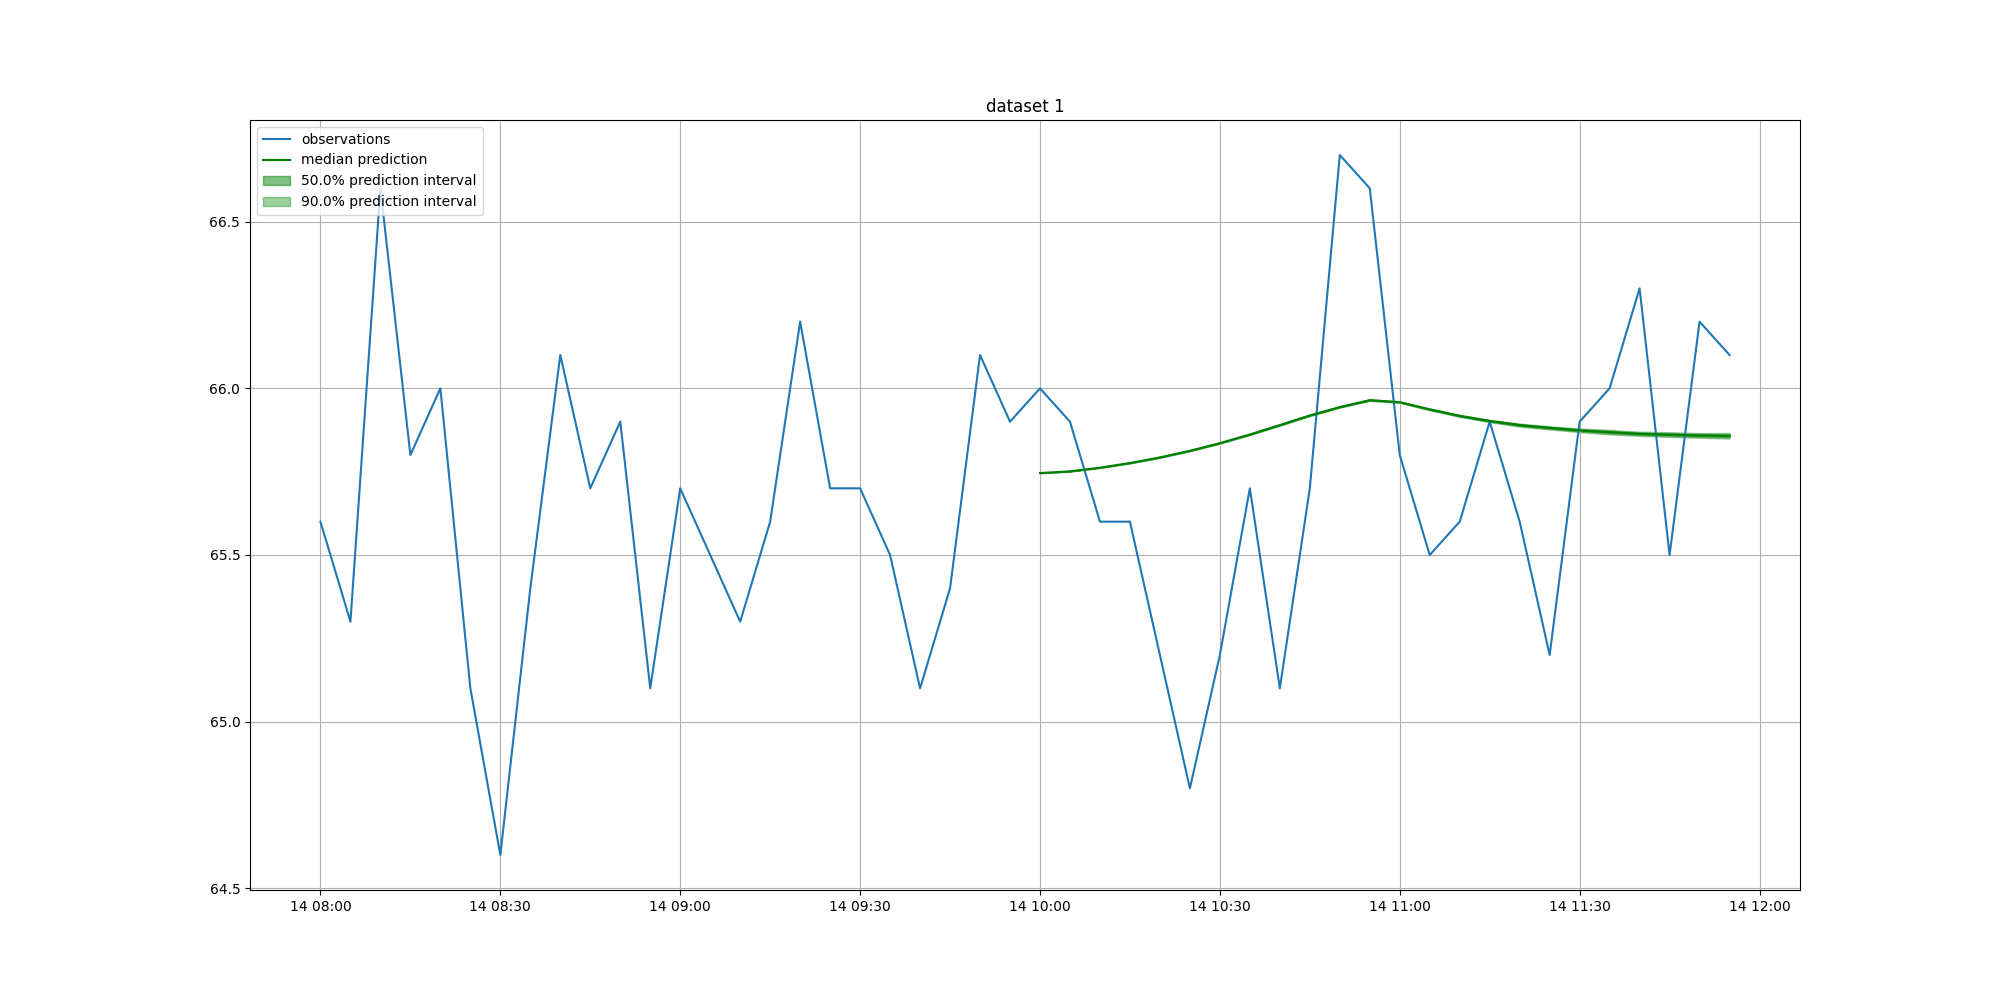 dataset 1
observations
median prediction
50.0% prediction interval
90.0% prediction interval
66.5
66.0
65.5
65.0
64.5
14 08:00 14 08:30 14 09:00 14 09:30 14 10:00 14 10:30 14 11:00 14 11:30 14 12:00